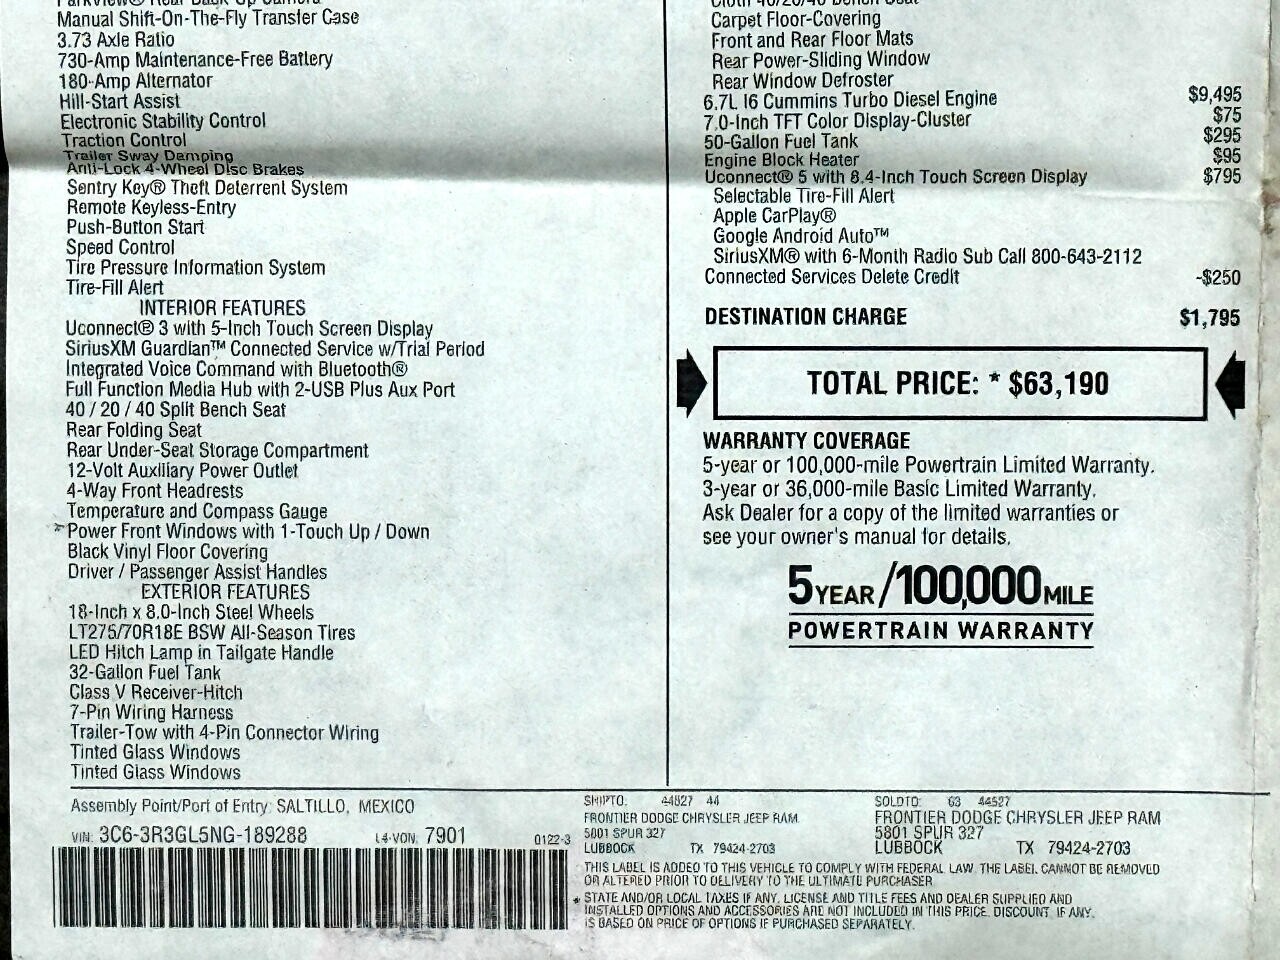 ParkView® Rear Back Up Camera
Manual Shift-On-The-Fly Transfer Case
3.73 Axle Ratio
730-Amp Maintenance-Free Battery
180-Amp Alternator
Hill-Start Assist
Electronic Stability Control
Traction Control
Trailer Sway Damping
Anti-Lock 4-Wheel Disc Brakes
Sentry Key® Theft Deterrent System
Remote Keyless-Entry
Push-Button Start
Speed Control
Tire Pressure Information System
Tire-Fill Alert
INTERIOR FEATURES
Uconnect® 3 with 5-Inch Touch Screen Display
SiriusXM Guardian™ Connected Service w/Trial Period
Integrated Voice Command with Bluetooth®
Full Function Media Hub with 2-USB Plus Aux Port
40 / 20 / 40 Split Bench Seat
Rear Folding Seat
Rear Under-Seat Storage Compartment
12-Volt Auxiliary Power Outlet
4-Way Front Headrests
Temperature and Compass Gauge
Power Front Windows with 1-Touch Up / Down
Black Vinyl Floor Covering
Driver / Passenger Assist Handles
EXTERIOR FEATURES
18-Inch x 8.0-Inch Steel Wheels
LT275/70R18E BSW All-Season Tires
LED Hitch Lamp in Tailgate Handle
32-Gallon Fuel Tank
Class V Receiver-Hitch
7-Pin Wiring Harness
Trailer-Tow with 4-Pin Connector Wiring
Tinted Glass Windows
Tinted Glass Windows
Cloth 40/20/40 Bench Seat
Carpet Floor-Covering
Front and Rear Floor Mats
Rear Power-Sliding Window
Rear Window Defroster
6.7L I6 Cummins Turbo Diesel Engine $9,495
7.0-Inch TFT Color Display-Cluster $75
50-Gallon Fuel Tank $295
Engine Block Heater $95
Uconnect® 5 with 8.4-Inch Touch Screen Display $795
Selectable Tire-Fill Alert
Apple CarPlay®
Google Android Auto™
SiriusXM® with 6-Month Radio Sub Call 800-643-2112
Connected Services Delete Credit -$250
DESTINATION CHARGE $1,795
TOTAL PRICE: * $63,190
WARRANTY COVERAGE
5-year or 100,000-mile Powertrain Limited Warranty.
3-year or 36,000-mile Basic Limited Warranty.
Ask Dealer for a copy of the limited warranties or
see your owner's manual for details.
5YEAR/100,000MILE
POWERTRAIN WARRANTY
Assembly Point/Port of Entry: SALTILLO, MEXICO
VIN: 3C6-3R3GL5NG-189288 L4-VON: 7901 0122-3
SHIPTO: 44527 44
FRONTIER DODGE CHRYSLER JEEP RAM
5801 SPUR 327
LUBBOCK TX 79424-2703
SOLDTO: 63 44527
FRONTIER DODGE CHRYSLER JEEP RAM
5801 SPUR 327
LUBBOCK TX 79424-2703
THIS LABEL IS ADDED TO THIS VEHICLE TO COMPLY WITH FEDERAL LAW. THE LABEL CANNOT BE REMOVED
OR ALTERED PRIOR TO DELIVERY TO THE ULTIMATE PURCHASER
* STATE AND/OR LOCAL TAXES IF ANY, LICENSE AND TITLE FEES AND DEALER SUPPLIED AND
INSTALLED OPTIONS AND ACCESSORIES ARE NOT INCLUDED IN THIS PRICE. DISCOUNT, IF ANY,
IS BASED ON PRICE OF OPTIONS IF PURCHASED SEPARATELY.